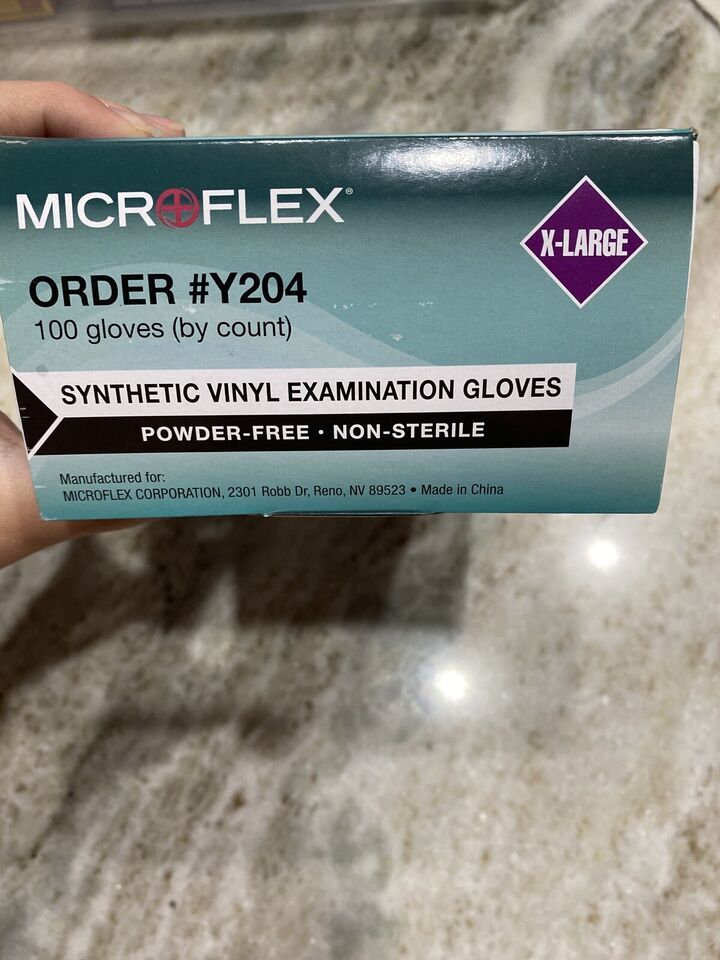 MICROFLEX®
X-LARGE
ORDER #Y204
100 gloves (by count)
SYNTHETIC VINYL EXAMINATION GLOVES
POWDER-FREE • NON-STERILE
Manufactured for:
MICROFLEX CORPORATION, 2301 Robb Dr, Reno, NV 89523 • Made in China